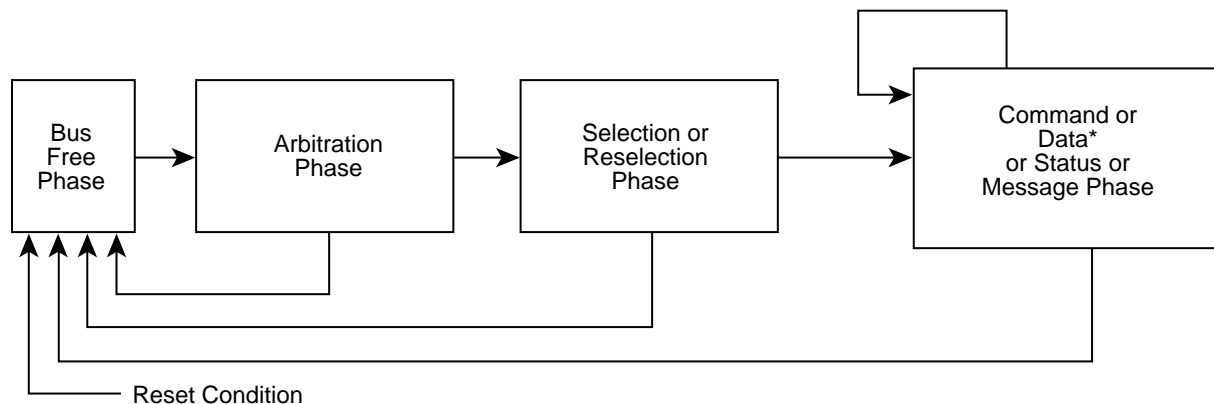 Bus
Free
Phase
Arbitration
Phase
Selection or
Reselection
Phase
Command or
Data*
or Status or
Message Phase
Reset Condition